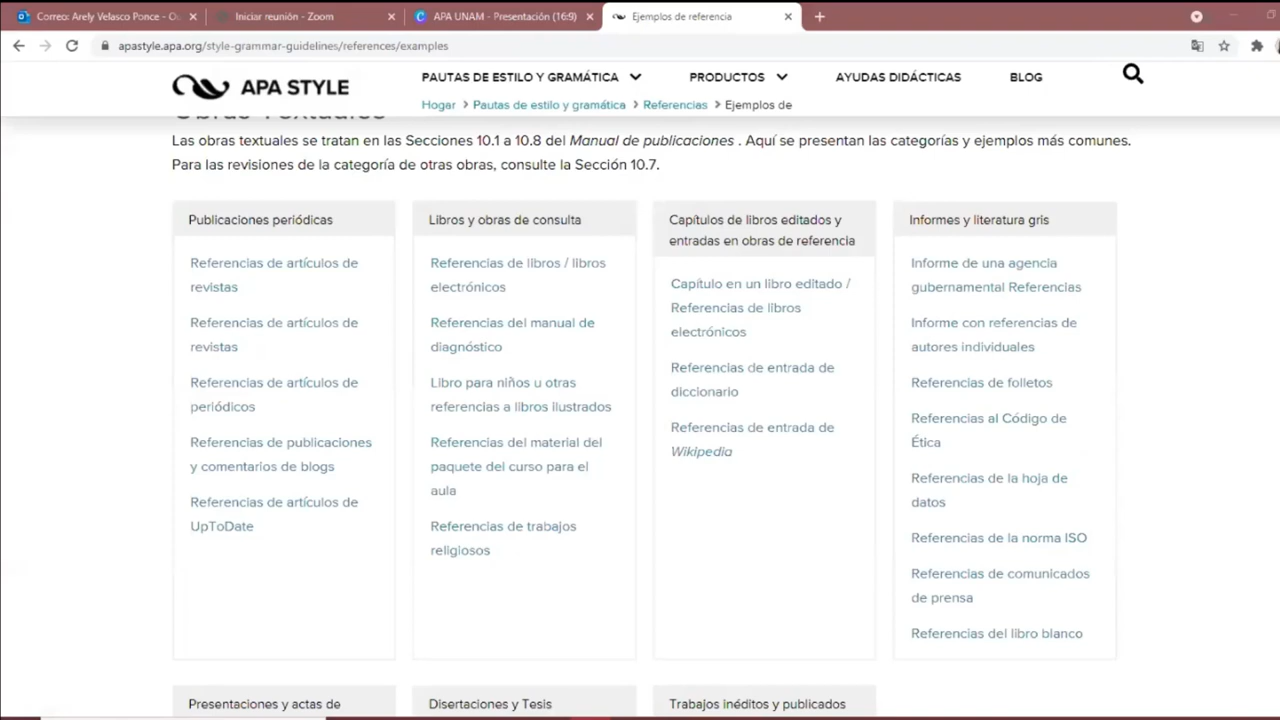 Correo: Arely Velasco Ponce - Ou
Iniciar reunión - Zoom
APA UNAM - Presentación (16:9)
Ejemplos de referencia
apastyle.apa.org/style-grammar-guidelines/references/examples
APA STYLE
PAUTAS DE ESTILO Y GRAMÁTICA
PRODUCTOS
AYUDAS DIDÁCTICAS
BLOG
Hogar > Pautas de estilo y gramática > Referencias > Ejemplos de
Las obras textuales se tratan en las Secciones 10.1 a 10.8 del Manual de publicaciones . Aquí se presentan las categorías y ejemplos más comunes.
Para las revisiones de la categoría de otras obras, consulte la Sección 10.7.
Publicaciones periódicas
Referencias de artículos de
revistas
Referencias de artículos de
revistas
Referencias de artículos de
periódicos
Referencias de publicaciones
y comentarios de blogs
Referencias de artículos de
UpToDate
Libros y obras de consulta
Referencias de libros / libros
electrónicos
Referencias del manual de
diagnóstico
Libro para niños u otras
referencias a libros ilustrados
Referencias del material del
paquete del curso para el
aula
Referencias de trabajos
religiosos
Capítulos de libros editados y
entradas en obras de referencia
Capítulo en un libro editado /
Referencias de libros
electrónicos
Referencias de entrada de
diccionario
Referencias de entrada de
Wikipedia
Informes y literatura gris
Informe de una agencia
gubernamental Referencias
Informe con referencias de
autores individuales
Referencias de folletos
Referencias al Código de
Ética
Referencias de la hoja de
datos
Referencias de la norma ISO
Referencias de comunicados
de prensa
Referencias del libro blanco
Presentaciones y actas de
Disertaciones y Tesis
Trabajos inéditos y publicados